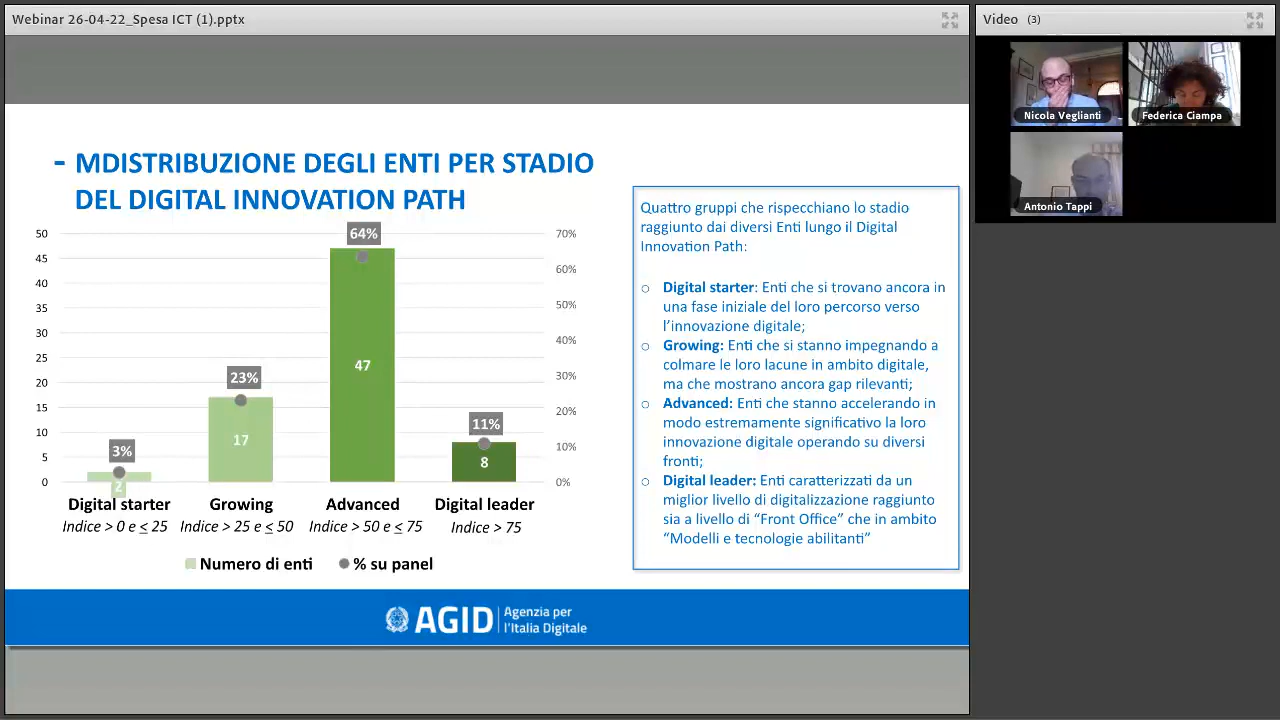 Webinar 26-04-22_Spesa ICT (1).pptx
Video (3)
Nicola Veglianti
Federica Ciampa
Antonio Tappi
- MDISTRIBUZIONE DEGLI ENTI PER STADIO
DEL DIGITAL INNOVATION PATH
50
45
40
35
30
25
20
15
10
5
0
3%
2
23%
17
64%
47
11%
8
70%
60%
50%
40%
30%
20%
10%
0%
Digital starter Growing Advanced Digital leader
Indice > 0 e ≤ 25 Indice > 25 e ≤ 50 Indice > 50 e ≤ 75 Indice > 75
Numero di enti % su panel
Quattro gruppi che rispecchiano lo stadio
raggiunto dai diversi Enti lungo il Digital
Innovation Path:
○ Digital starter: Enti che si trovano ancora in
una fase iniziale del loro percorso verso
l’innovazione digitale;
○ Growing: Enti che si stanno impegnando a
colmare le loro lacune in ambito digitale,
ma che mostrano ancora gap rilevanti;
○ Advanced: Enti che stanno accelerando in
modo estremamente significativo la loro
innovazione digitale operando su diversi
fronti;
○ Digital leader: Enti caratterizzati da un
miglior livello di digitalizzazione raggiunto
sia a livello di “Front Office” che in ambito
“Modelli e tecnologie abilitanti”
AGID
Agenzia per
l'Italia Digitale